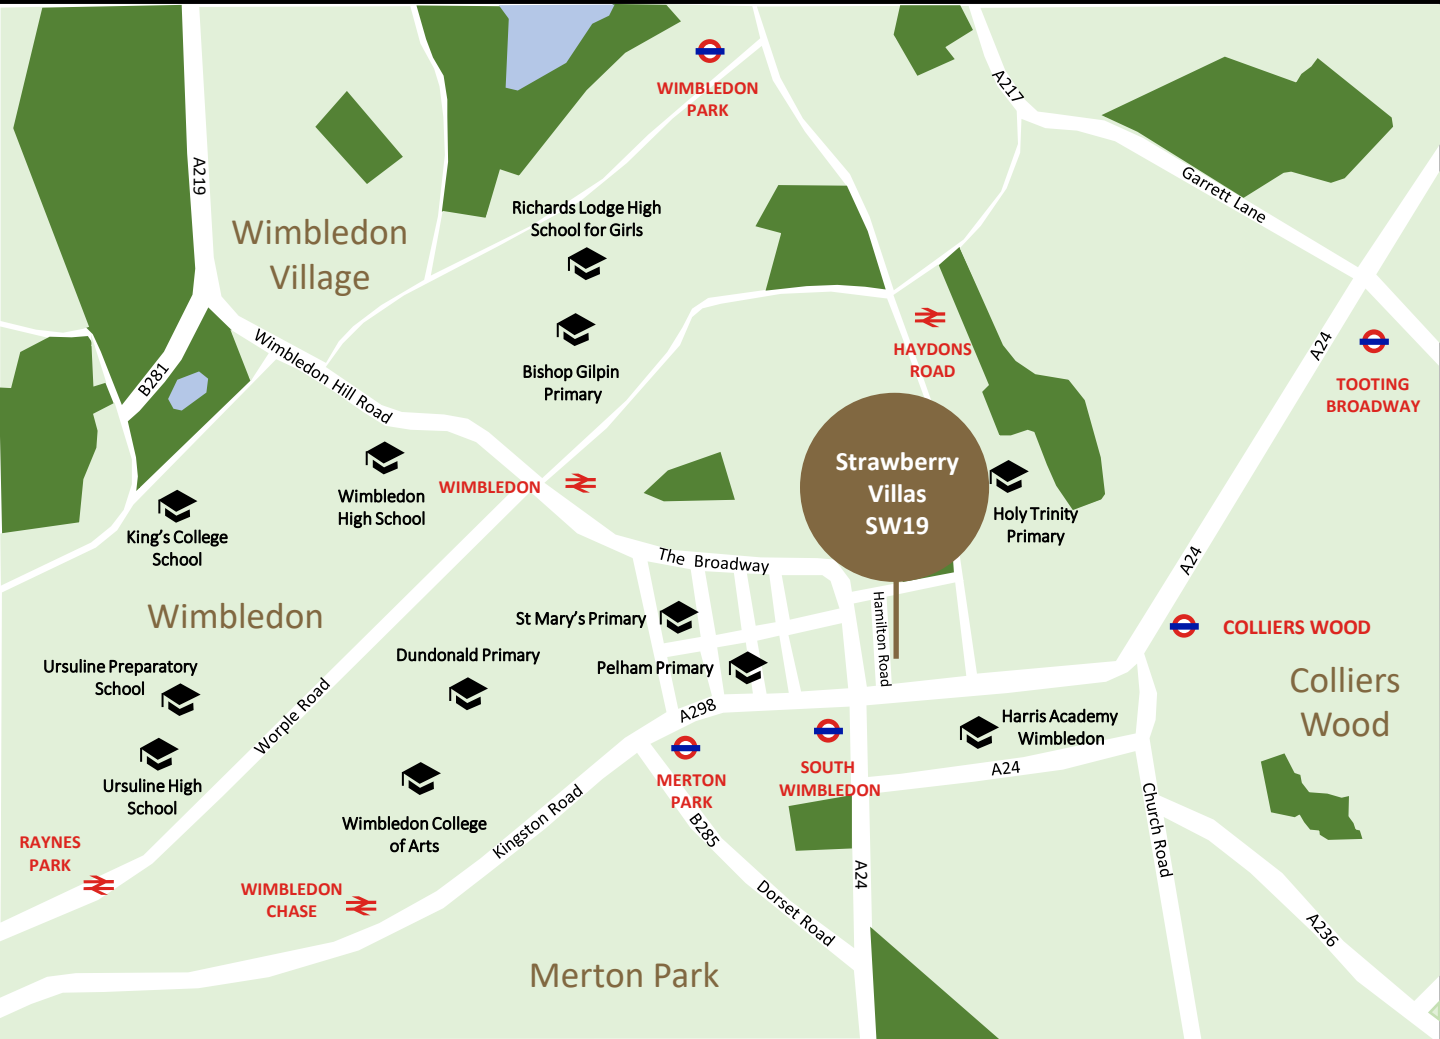 WIMBLEDON
PARK
A217
A219
Garrett Lane
Richards Lodge High
School for Girls
Wimbledon
Village
Wimbledon Hill Road
B281
HAYDONS
ROAD
A24
TOOTING
BROADWAY
Bishop Gilpin
Primary
Strawberry
Villas
SW19
WIMBLEDON
Wimbledon
High School
King's College
School
Holy Trinity
Primary
The Broadway
A24
Wimbledon
St Mary's Primary
Hamilton Road
COLLIERS WOOD
Dundonald Primary
Pelham Primary
Ursuline Preparatory
School
Colliers
Wood
Worple Road
A298
Harris Academy
Wimbledon
Ursuline High
School
MERTON
PARK
SOUTH
WIMBLEDON
A24
Wimbledon College
of Arts
Kingston Road
B285
Church Road
RAYNES
PARK
WIMBLEDON
CHASE
A24
Dorset Road
A236
Merton Park